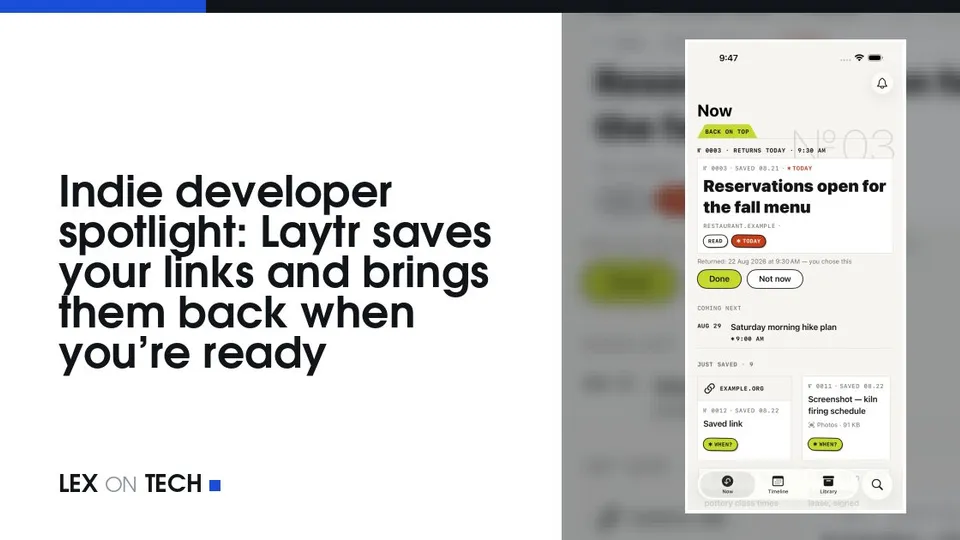 Indie developer
spotlight: Laytr saves
your links and brings
them back when
you're ready
LEX ON TECH
9:47
Now
BACK ON TOP
Nº03
№ 0003 · RETURNS TODAY · 9:30 AM
№ 0003 · SAVED 08.21 · TODAY
Reservations open for
the fall menu
RESTAURANT.EXAMPLE ·
READ
TODAY
Returned: 22 Aug 2026 at 9:30 AM — you chose this
Done
Not now
COMING NEXT
AUG 29
Saturday morning hike plan
9:00 AM
JUST SAVED · 9
EXAMPLE.ORG
№ 0012 · SAVED 08.22
Saved link
WHEN?
№ 0011 · SAVED 08.22
Screenshot — kiln
firing schedule
Photos · 91 KB
WHEN?
Now
Timeline
Library